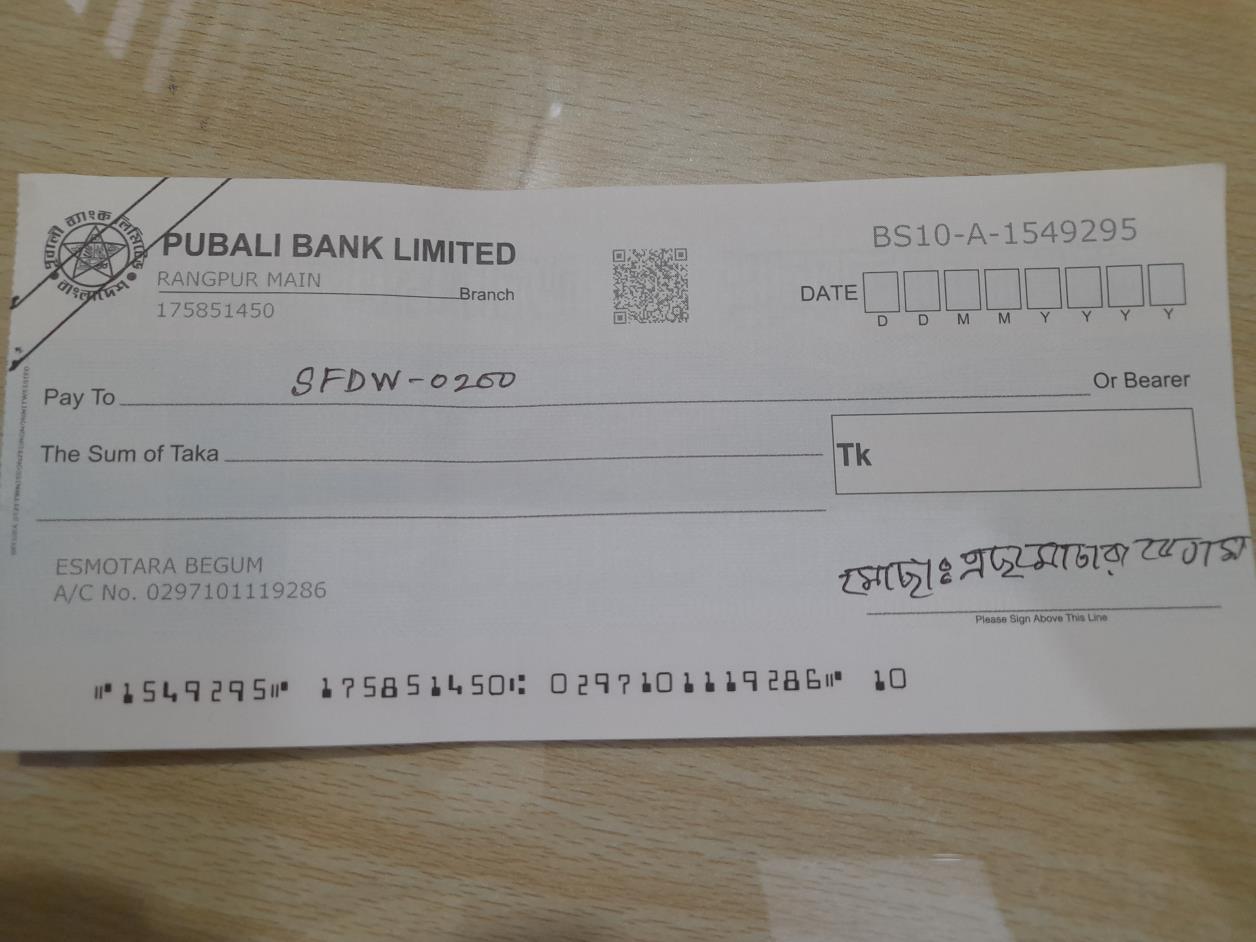 পূবালী ব্যাংক লিমিটেড
বাংলাদেশ
PUBALI BANK LIMITED
RANGPUR MAIN
Branch
175851450
BS10-A-1549295
DATE
D D M M Y Y Y Y
Pay To SFDW-0200 Or Bearer
The Sum of Taka
Tk
ESMOTARA BEGUM
A/C No. 0297101119286
মোছাঃ এছমোতারা বেগম
Please Sign Above This Line
⑈1549295⑈ 175851450⑆ 0297101119286⑈ 10